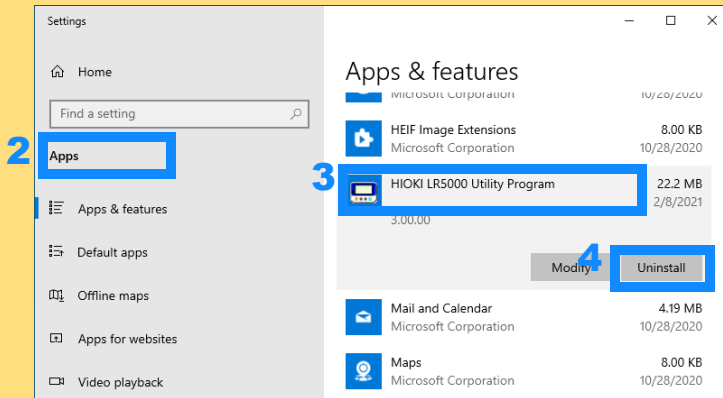 Settings
Home
Find a setting
2
Apps
Apps & features
Default apps
Offline maps
Apps for websites
Video playback
Apps & features
Microsoft Corporation 10/28/2020
HEIF Image Extensions 8.00 KB
Microsoft Corporation 10/28/2020
3
HIOKI LR5000 Utility Program 22.2 MB
2/8/2021
3.00.00
4
Modify Uninstall
Mail and Calendar 4.19 MB
Microsoft Corporation 10/28/2020
Maps 8.00 KB
Microsoft Corporation 10/28/2020